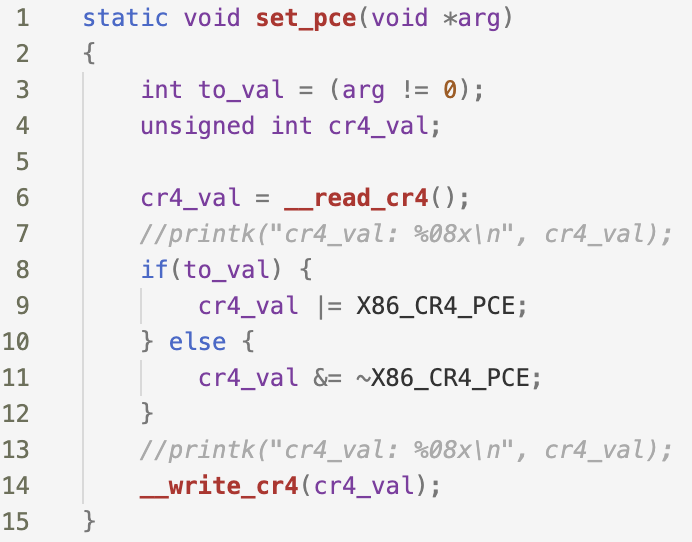 1 static void set_pce(void *arg)
2 {
3 int to_val = (arg != 0);
4 unsigned int cr4_val;
5
6 cr4_val = __read_cr4();
7 //printk("cr4_val: %08x\n", cr4_val);
8 if(to_val) {
9 cr4_val |= X86_CR4_PCE;
10 } else {
11 cr4_val &= ~X86_CR4_PCE;
12 }
13 //printk("cr4_val: %08x\n", cr4_val);
14 __write_cr4(cr4_val);
15 }